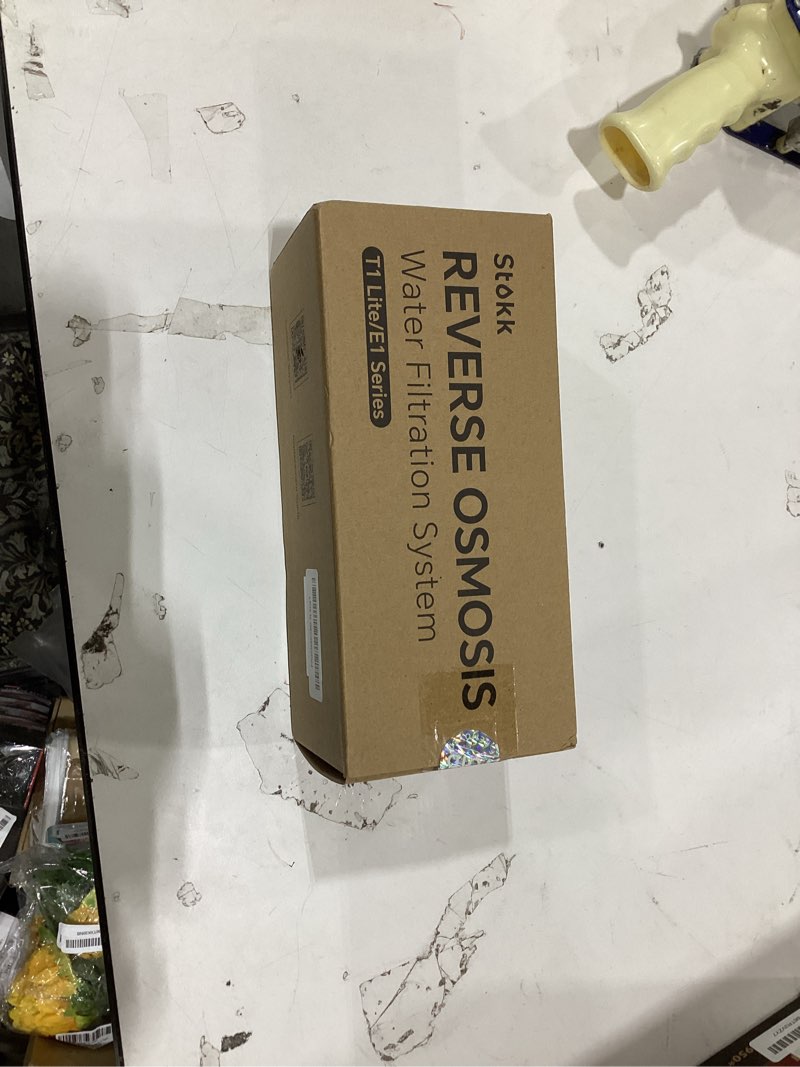 Stokk
REVERSE OSMOSIS
Water Filtration System
T1 Lite/E1 Series